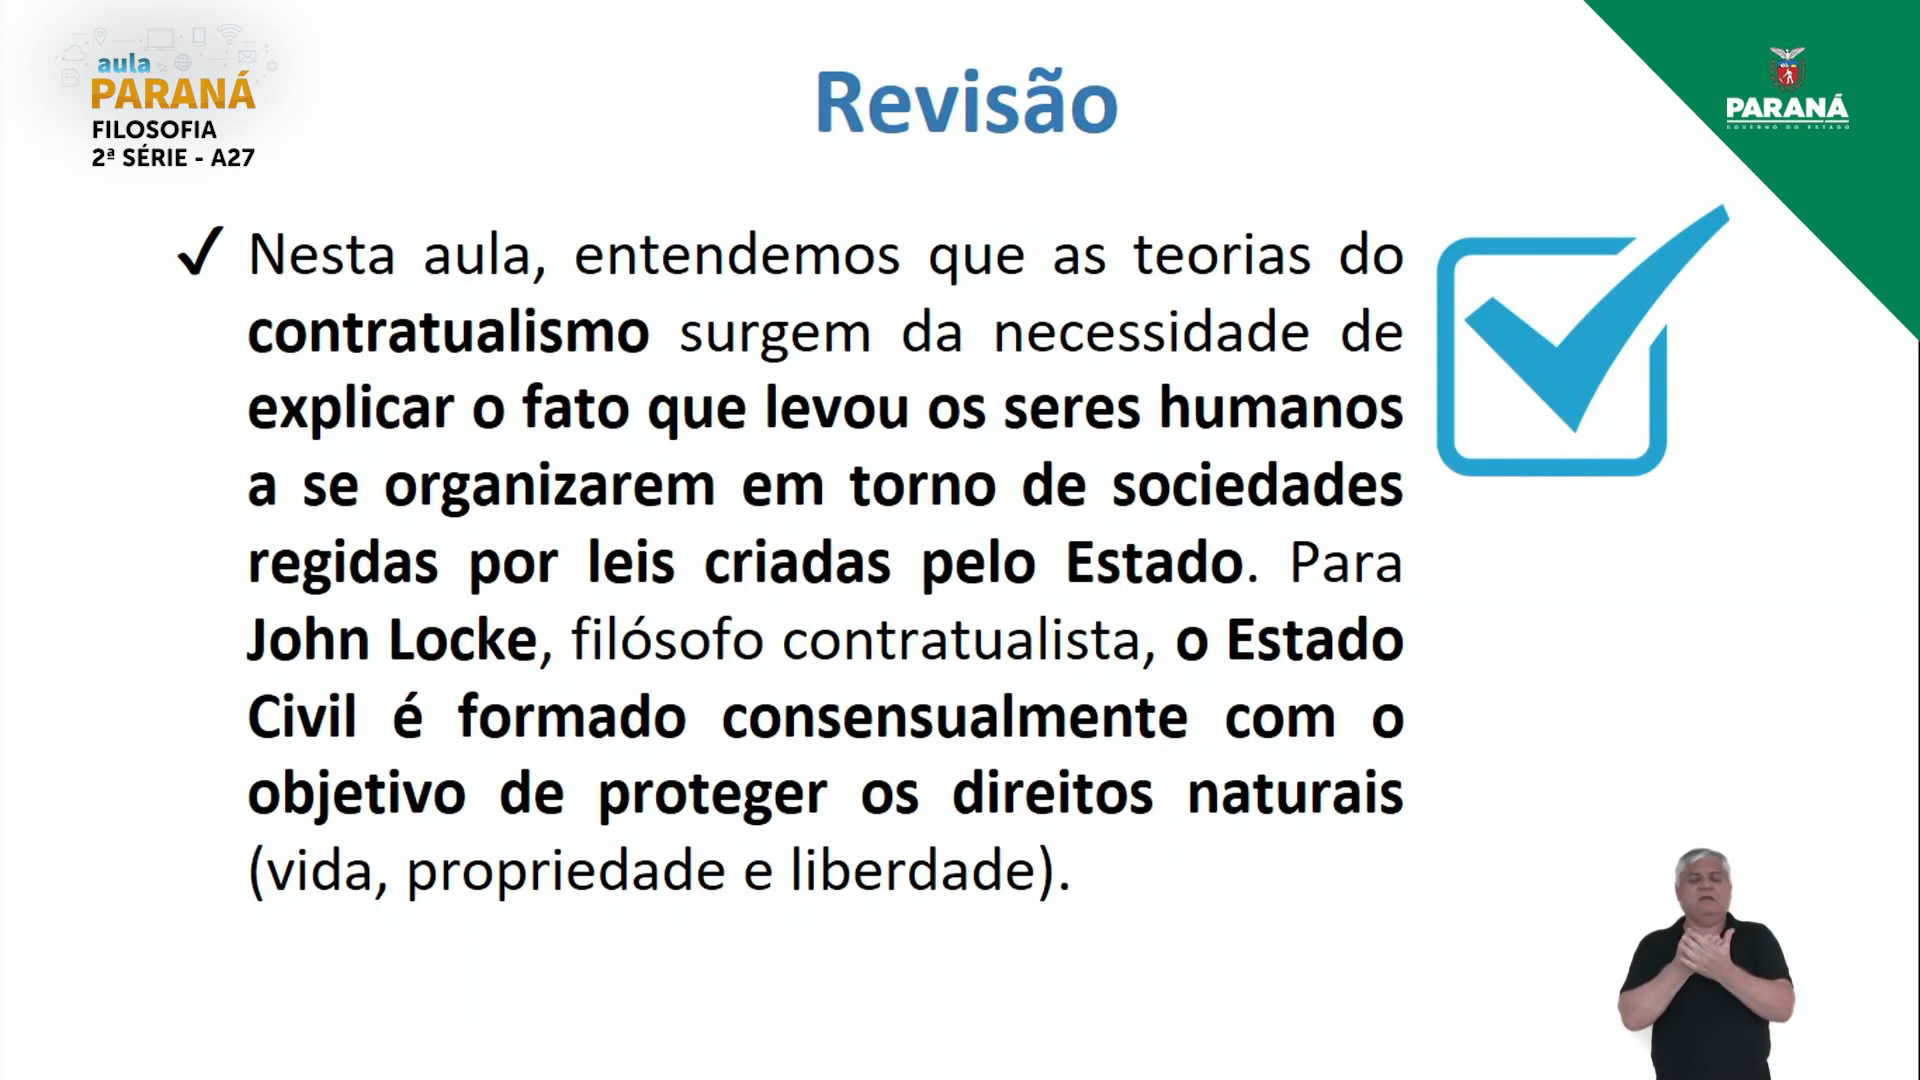 aula
PARANÁ
FILOSOFIA
2ª SÉRIE - A27
Revisão
PARANÁ
GOVERNO DO ESTADO
✓ Nesta aula, entendemos que as teorias do
contratualismo surgem da necessidade de
explicar o fato que levou os seres humanos
a se organizarem em torno de sociedades
regidas por leis criadas pelo Estado. Para
John Locke, filósofo contratualista, o Estado
Civil é formado consensualmente com o
objetivo de proteger os direitos naturais
(vida, propriedade e liberdade).